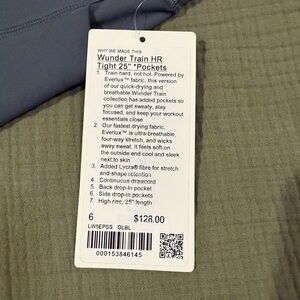 WHY WE MADE THIS
Wunder Train HR
Tight 25" *Pockets
1. Train hard, not hot. Powered by
Everlux™ fabric, this version
of our quick-drying and
breathable Wunder Train
collection has added pockets so
you can get sweaty, stay
focused, and keep your workout
essentials close
2. Our fastest drying fabric,
Everlux™ is ultra-breathable,
four-way stretch, and wicks
away sweat. It feels soft on
the outside and cool and sleek
next to skin
3. Added Lycra® fibre for stretch
and shape retention
4. Continuous drawcord
5. Back drop-in pocket
6. Side drop-in pockets
7. High rise, 25" length
6 $128.00
LW5EPSS OLBL
000153846145